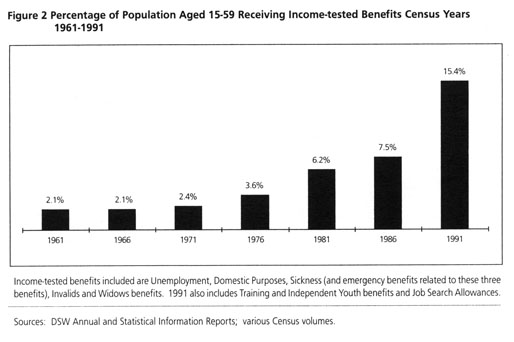 Figure 2 Percentage of Population Aged 15-59 Receiving Income-tested Benefits Census Years
1961-1991
15.4%
7.5%
6.2%
3.6%
2.4%
2.1% 2.1%
1961 1966 1971 1976 1981 1986 1991
Income-tested benefits included are Unemployment, Domestic Purposes, Sickness (and emergency benefits related to these three
benefits), Invalids and Widows benefits. 1991 also includes Training and Independent Youth benefits and Job Search Allowances.
Sources: DSW Annual and Statistical Information Reports; various Census volumes.